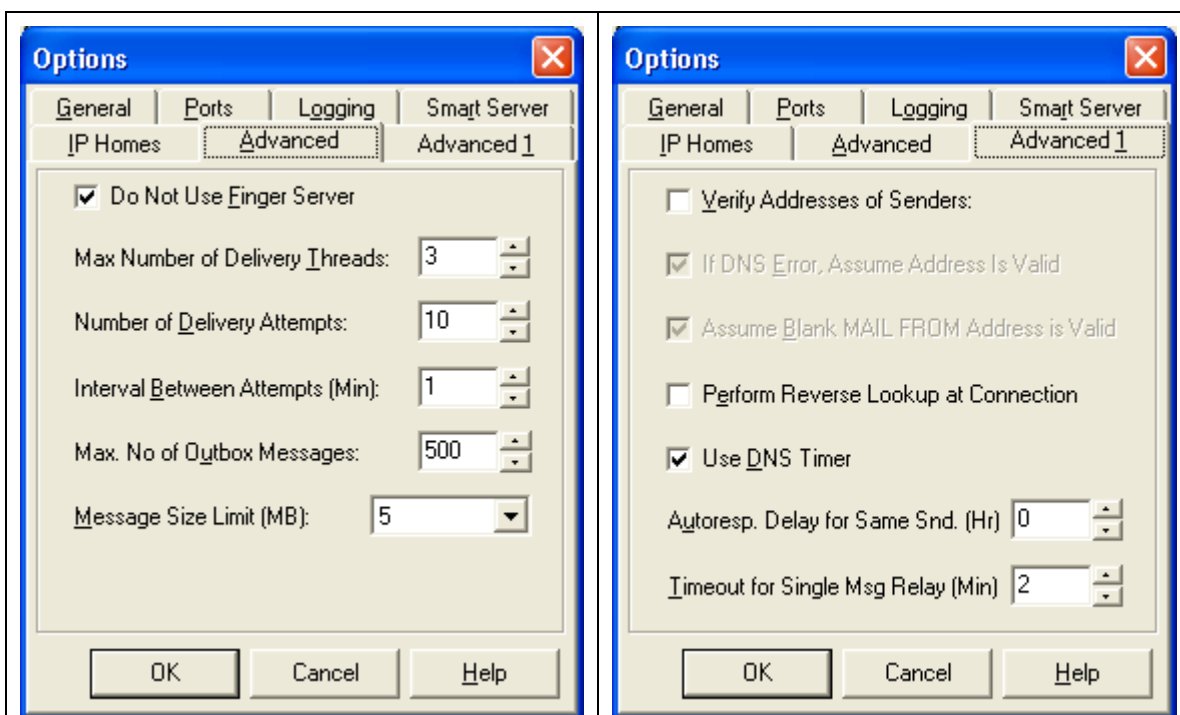 Options
General Ports Logging Smart Server
IP Homes Advanced Advanced 1
Do Not Use Finger Server
Max Number of Delivery Threads: 3
Number of Delivery Attempts: 10
Interval Between Attempts (Min): 1
Max. No of Outbox Messages: 500
Message Size Limit (MB): 5
OK Cancel Help
Options
General Ports Logging Smart Server
IP Homes Advanced Advanced 1
Verify Addresses of Senders:
If DNS Error, Assume Address Is Valid
Assume Blank MAIL FROM Address is Valid
Perform Reverse Lookup at Connection
Use DNS Timer
Autoresp. Delay for Same Snd. (Hr) 0
Timeout for Single Msg Relay (Min) 2
OK Cancel Help